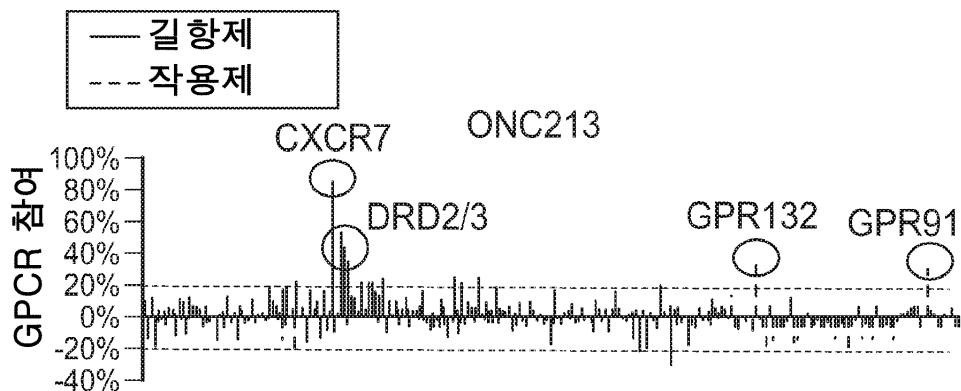 길항제
작용제
ONC213
CXCR7
DRD2/3
GPR132
GPR91
GPCR 참여
100%
80%
60%
40%
20%
0%
-20%
-40%